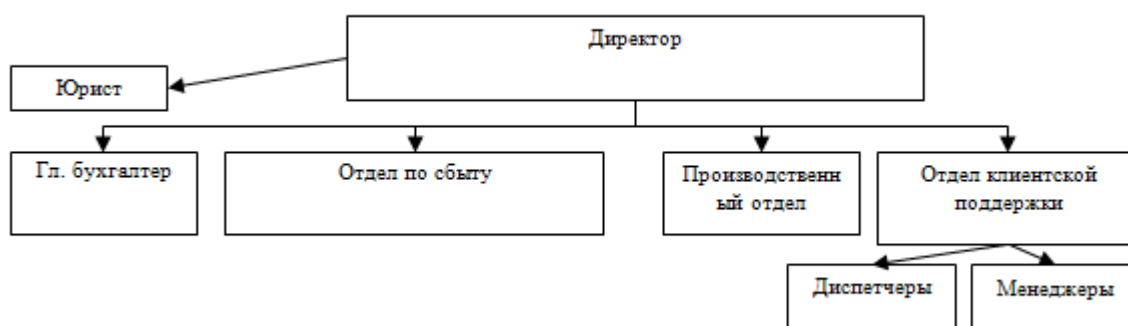 Директор
Юрист
Гл. бухгалтер
Отдел по сбыту
Производственн
ый отдел
Отдел клиентской
поддержки
Диспетчеры
Менеджеры